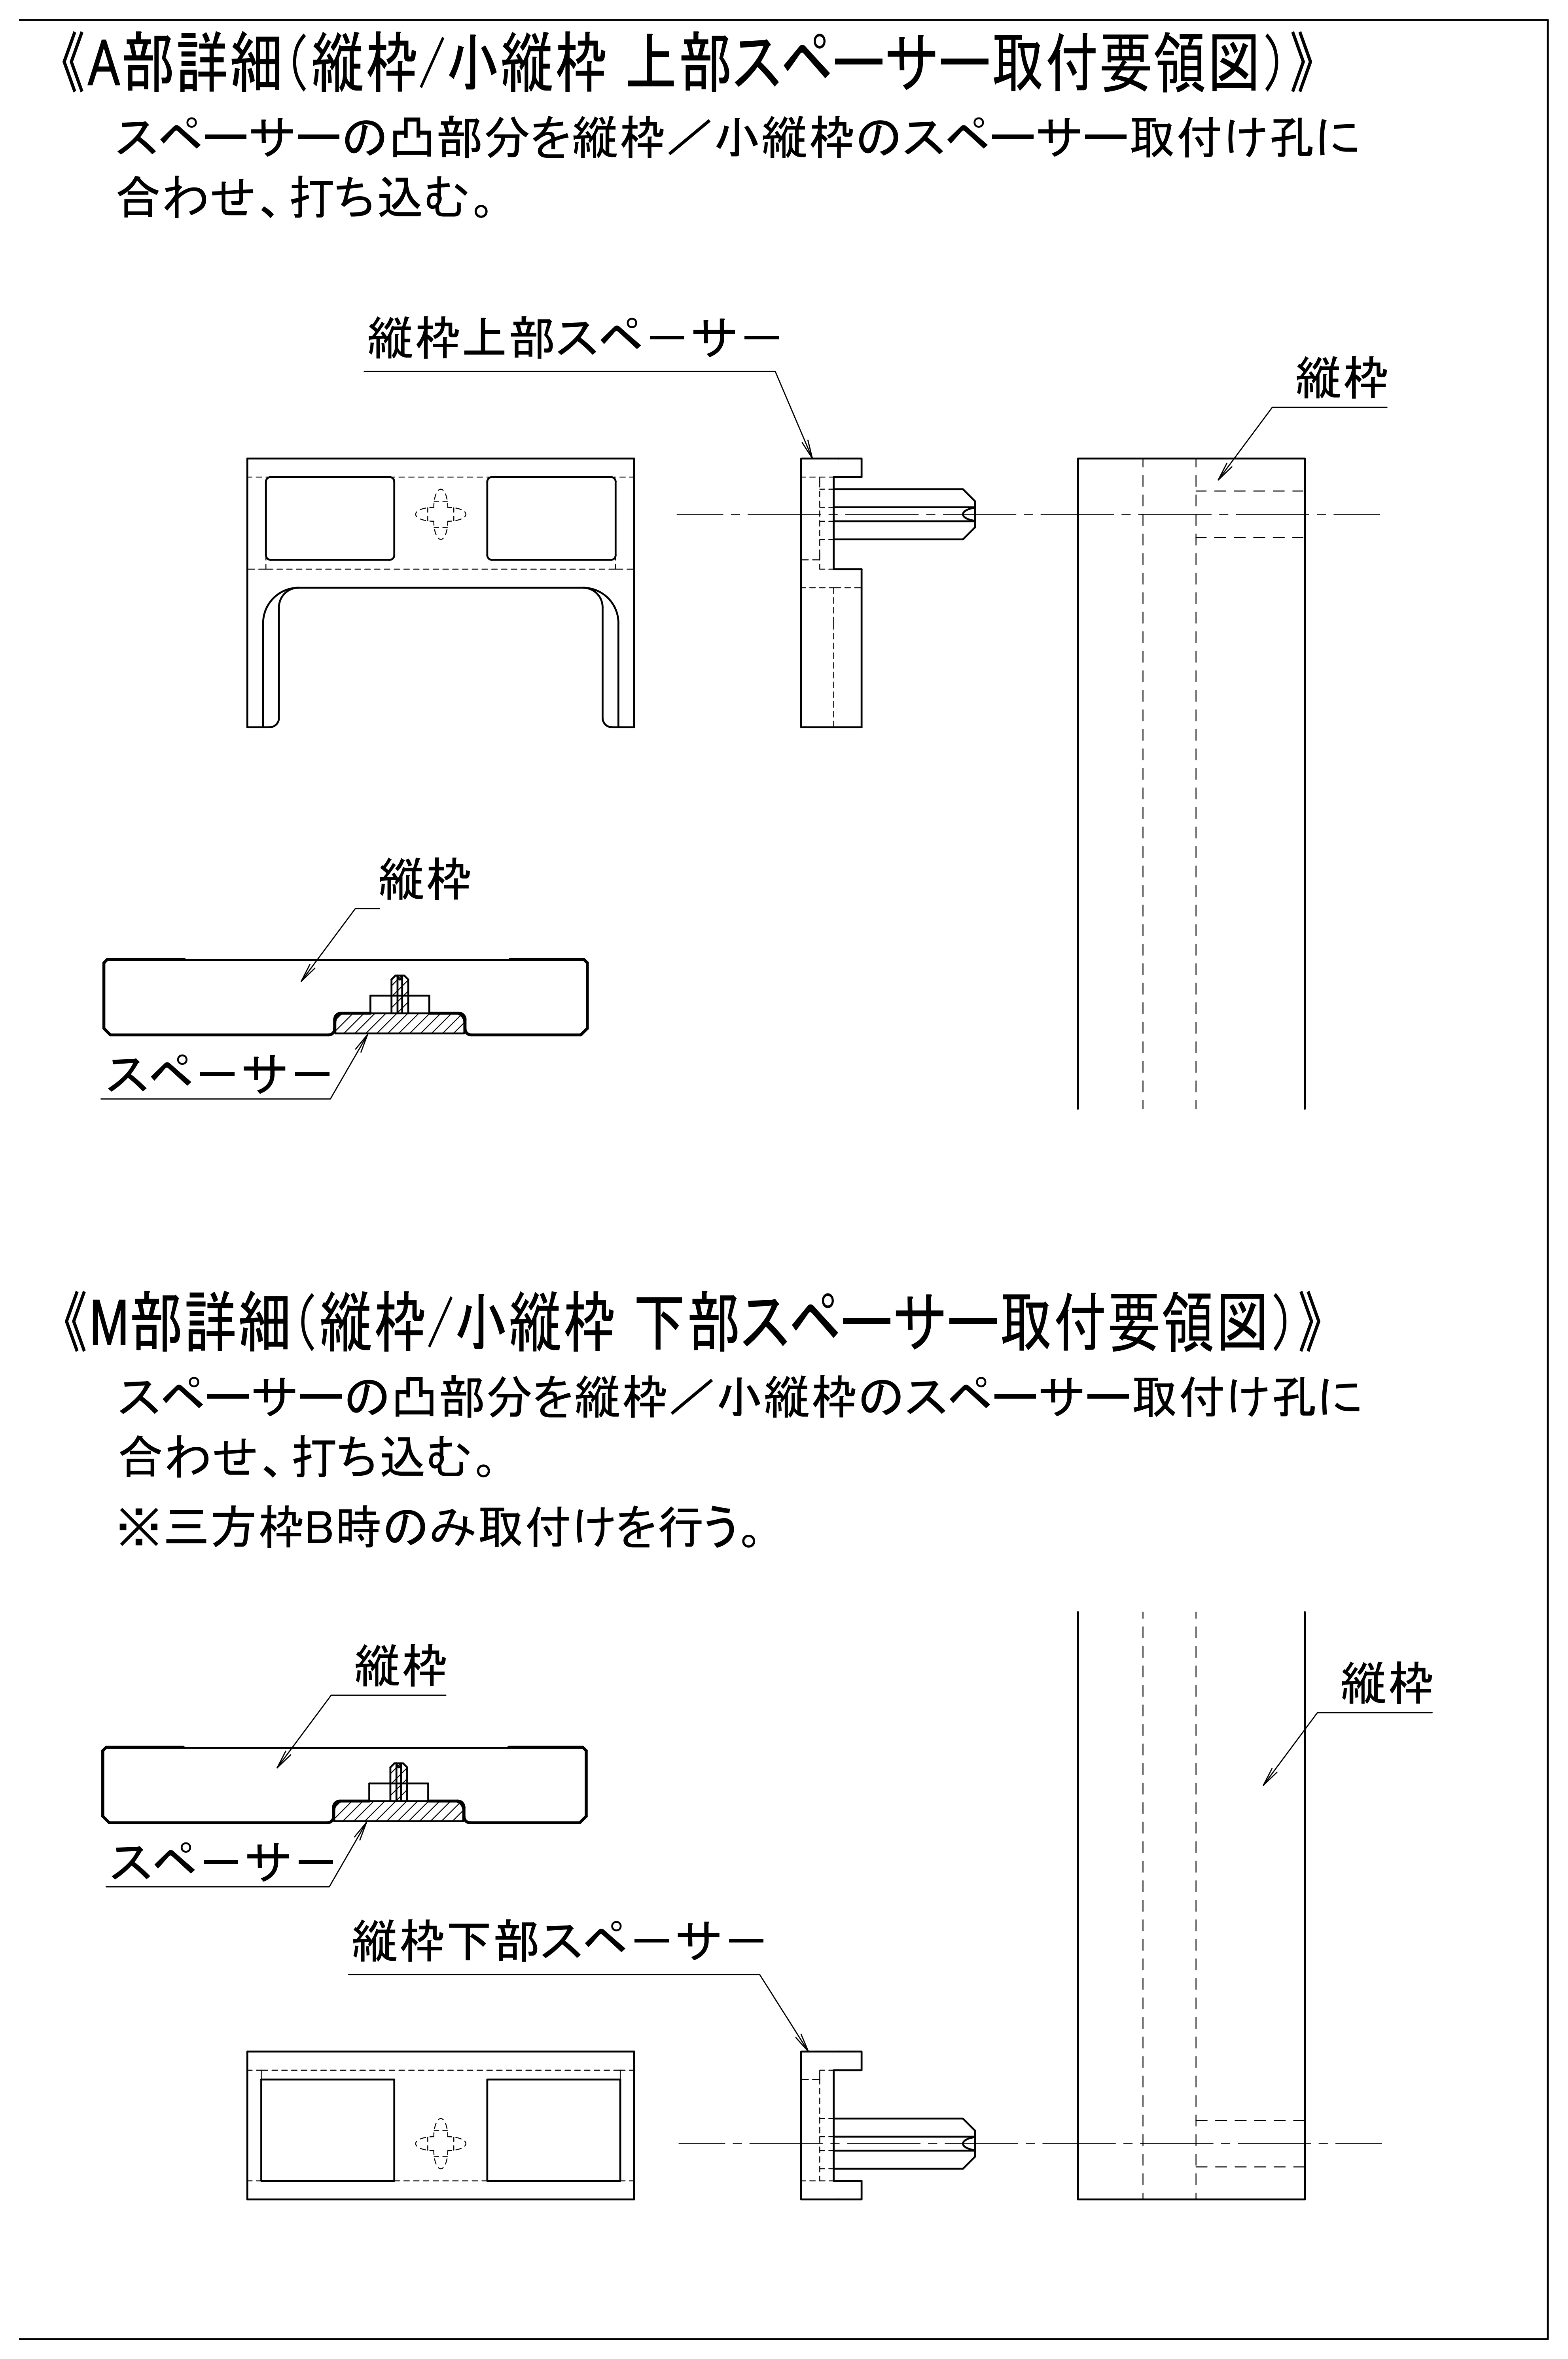 《A部詳細(縦枠/小縦枠 上部スペーサー取付要領図)》
スペーサーの凸部分を縦枠／小縦枠のスペーサー取付け孔に
合わせ、打ち込む。
縦枠上部スペーサー
縦枠
縦枠
スペーサー
《M部詳細(縦枠/小縦枠 下部スペーサー取付要領図)》
スペーサーの凸部分を縦枠／小縦枠のスペーサー取付け孔に
合わせ、打ち込む。
※三方枠B時のみ取付けを行う。
縦枠
縦枠
スペーサー
縦枠下部スペーサー